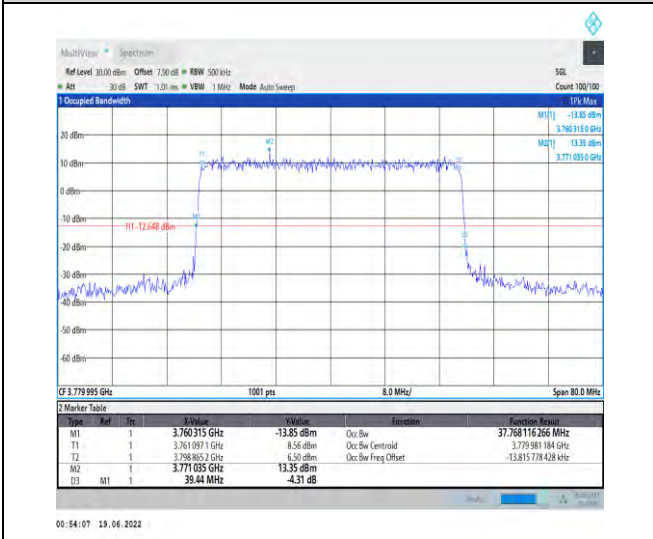 MultiView Spectrum
Ref Level 30.00 dBm Offset 7.50 dB RBW 500 kHz SGL
Att 30 dB SWT 1.01 ms VBW 1 MHz Mode Auto Sweep Count 100/100
1 Occupied Bandwidth 1Pk Max
M1[1] -13.85 dBm
3.760 315 0 GHz
M2[1] 13.35 dBm
3.771 035 0 GHz
20 dBm
M2
T1
10 dBm
0 dBm
-10 dBm
M1
H1 -12.648 dBm
-20 dBm
-30 dBm
-40 dBm
-50 dBm
-60 dBm
CF 3.779 995 GHz 1001 pts 8.0 MHz/ Span 80.0 MHz
2 Marker Table
Type Ref Trc X-Value Y-Value Function Function Result
M1 1 3.760 315 GHz -13.85 dBm Occ Bw 37.768 116 266 MHz
T1 1 3.761 097 1 GHz 8.56 dBm Occ Bw Centroid 3.779 981 184 GHz
T2 1 3.798 865 2 GHz 6.50 dBm Occ Bw Freq Offset -13.815 778 428 kHz
M2 1 3.771 035 GHz 13.35 dBm
D3 M1 1 39.44 MHz -4.31 dB
00:54:07 19.06.2022